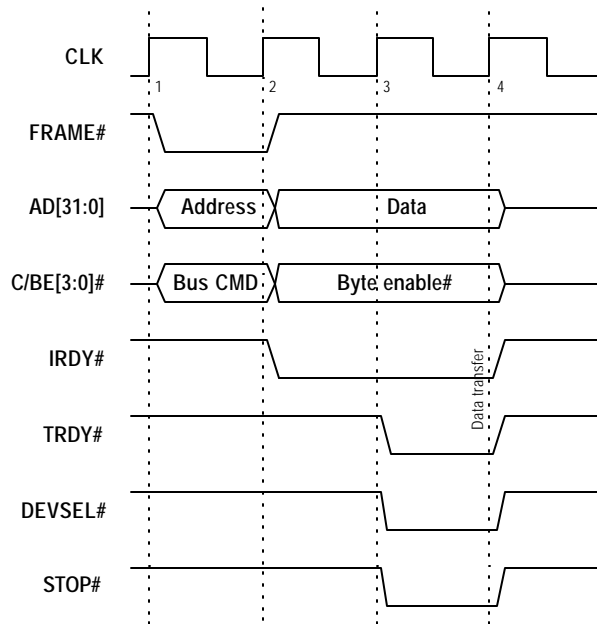 CLK
1 2 3 4
FRAME#
AD[31:0] Address Data
C/BE[3:0]# Bus CMD Byte enable#
IRDY#
Data transfer
TRDY#
DEVSEL#
STOP#